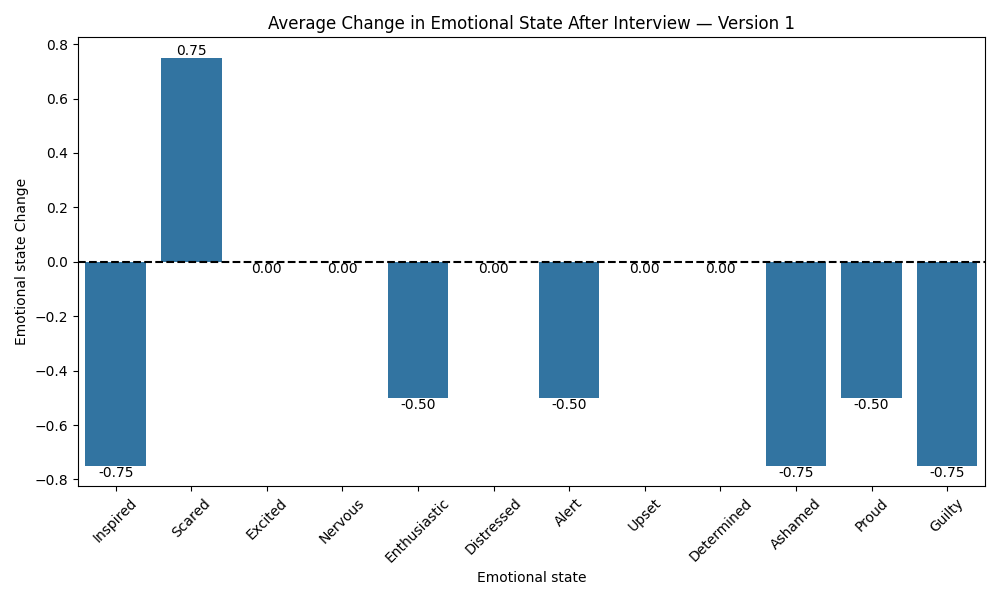 Average Change in Emotional State After Interview — Version 1
Emotional state Change
0.8
0.6
0.4
0.2
0.0
−0.2
−0.4
−0.6
−0.8
0.75
0.00
0.00
0.00
0.00
0.00
-0.50
-0.50
-0.50
-0.75
-0.75
-0.75
Inspired
Scared
Excited
Nervous
Enthusiastic
Distressed
Alert
Upset
Determined
Ashamed
Proud
Guilty
Emotional state